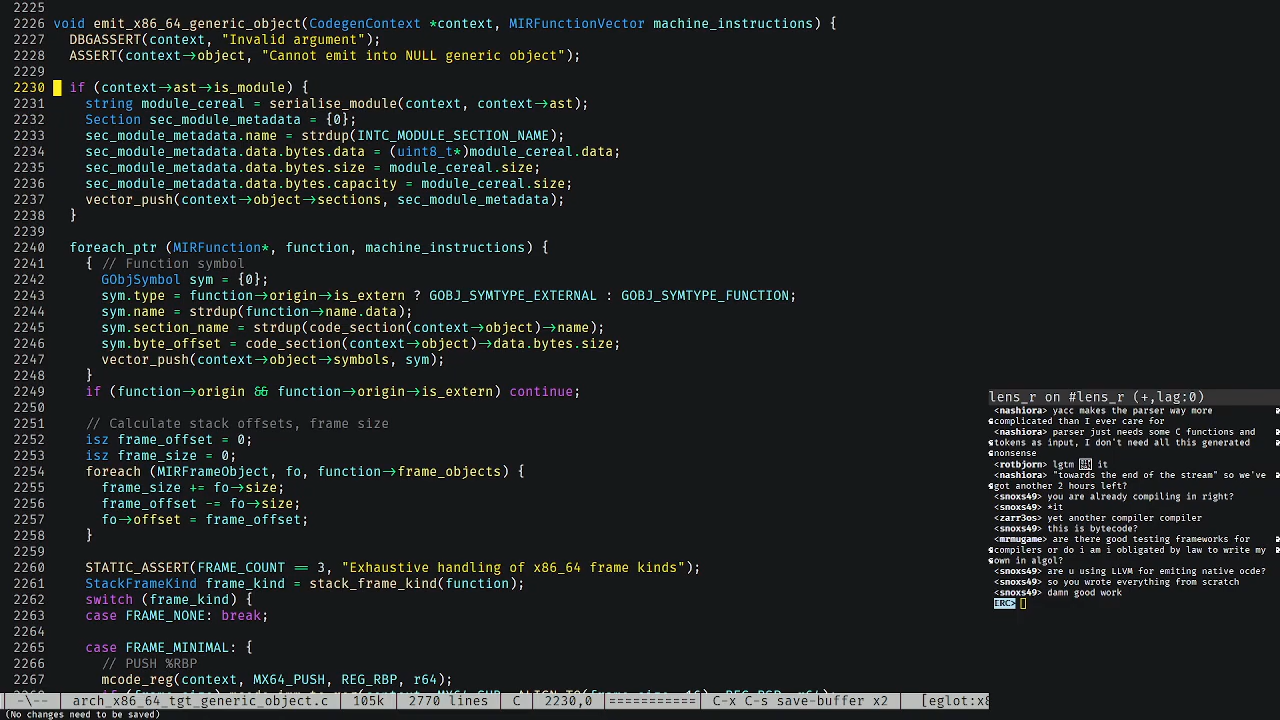 2225
2226 void emit_x86_64_generic_object(CodegenContext *context, MIRFunctionVector machine_instructions) {
2227   DBGASSERT(context, "Invalid argument");
2228   ASSERT(context->object, "Cannot emit into NULL generic object");
2229
2230   if (context->ast->is_module) {
2231     string module_cereal = serialise_module(context, context->ast);
2232     Section sec_module_metadata = {0};
2233     sec_module_metadata.name = strdup(INTC_MODULE_SECTION_NAME);
2234     sec_module_metadata.data.bytes.data = (uint8_t*)module_cereal.data;
2235     sec_module_metadata.data.bytes.size = module_cereal.size;
2236     sec_module_metadata.data.bytes.capacity = module_cereal.size;
2237     vector_push(context->object->sections, sec_module_metadata);
2238   }
2239
2240   foreach_ptr (MIRFunction*, function, machine_instructions) {
2241     { // Function symbol
2242       GObjSymbol sym = {0};
2243       sym.type = function->origin->is_extern ? GOBJ_SYMTYPE_EXTERNAL : GOBJ_SYMTYPE_FUNCTION;
2244       sym.name = strdup(function->name.data);
2245       sym.section_name = strdup(code_section(context->object)->name);
2246       sym.byte_offset = code_section(context->object)->data.bytes.size;
2247       vector_push(context->object->symbols, sym);
2248     }
2249     if (function->origin && function->origin->is_extern) continue;
2250
2251     // Calculate stack offsets, frame size
2252     isz frame_offset = 0;
2253     isz frame_size = 0;
2254     foreach (MIRFrameObject, fo, function->frame_objects) {
2255       frame_size += fo->size;
2256       frame_offset -= fo->size;
2257       fo->offset = frame_offset;
2258     }
2259
2260     STATIC_ASSERT(FRAME_COUNT == 3, "Exhaustive handling of x86_64 frame kinds");
2261     StackFrameKind frame_kind = stack_frame_kind(function);
2262     switch (frame_kind) {
2263     case FRAME_NONE: break;
2264
2265     case FRAME_MINIMAL: {
2266       // PUSH %RBP
2267       mcode_reg(context, MX64_PUSH, REG_RBP, r64);
-\--- arch_x86_64_tgt_generic_object.c 105k 2770 lines C 2230,0 =========== C-x C-s save-buffer x2 [eglot:x8
(No changes need to be saved)
lens_r on #lens_r (+,lag:0)
<nashiora> yacc makes the parser way more
complicated than I ever care for
<nashiora> parser just needs some C functions and
tokens as input, I don't need all this generated
nonsense
<rotbjorn> lgtm it
<nashiora> "towards the end of the stream" so we've
got another 2 hours left?
<snoxs49> you are already compiling in right?
<snoxs49> *it
<zarr3os> yet another compiler compiler
<snoxs49> this is bytecode?
<mrmugame> are there good testing frameworks for
compilers or do i am i obligated by law to write my
own in algol?
<snoxs49> are u using LLVM for emiting native ocde?
<snoxs49> so you wrote everything from scratch
<snoxs49> damn good work
ERC>